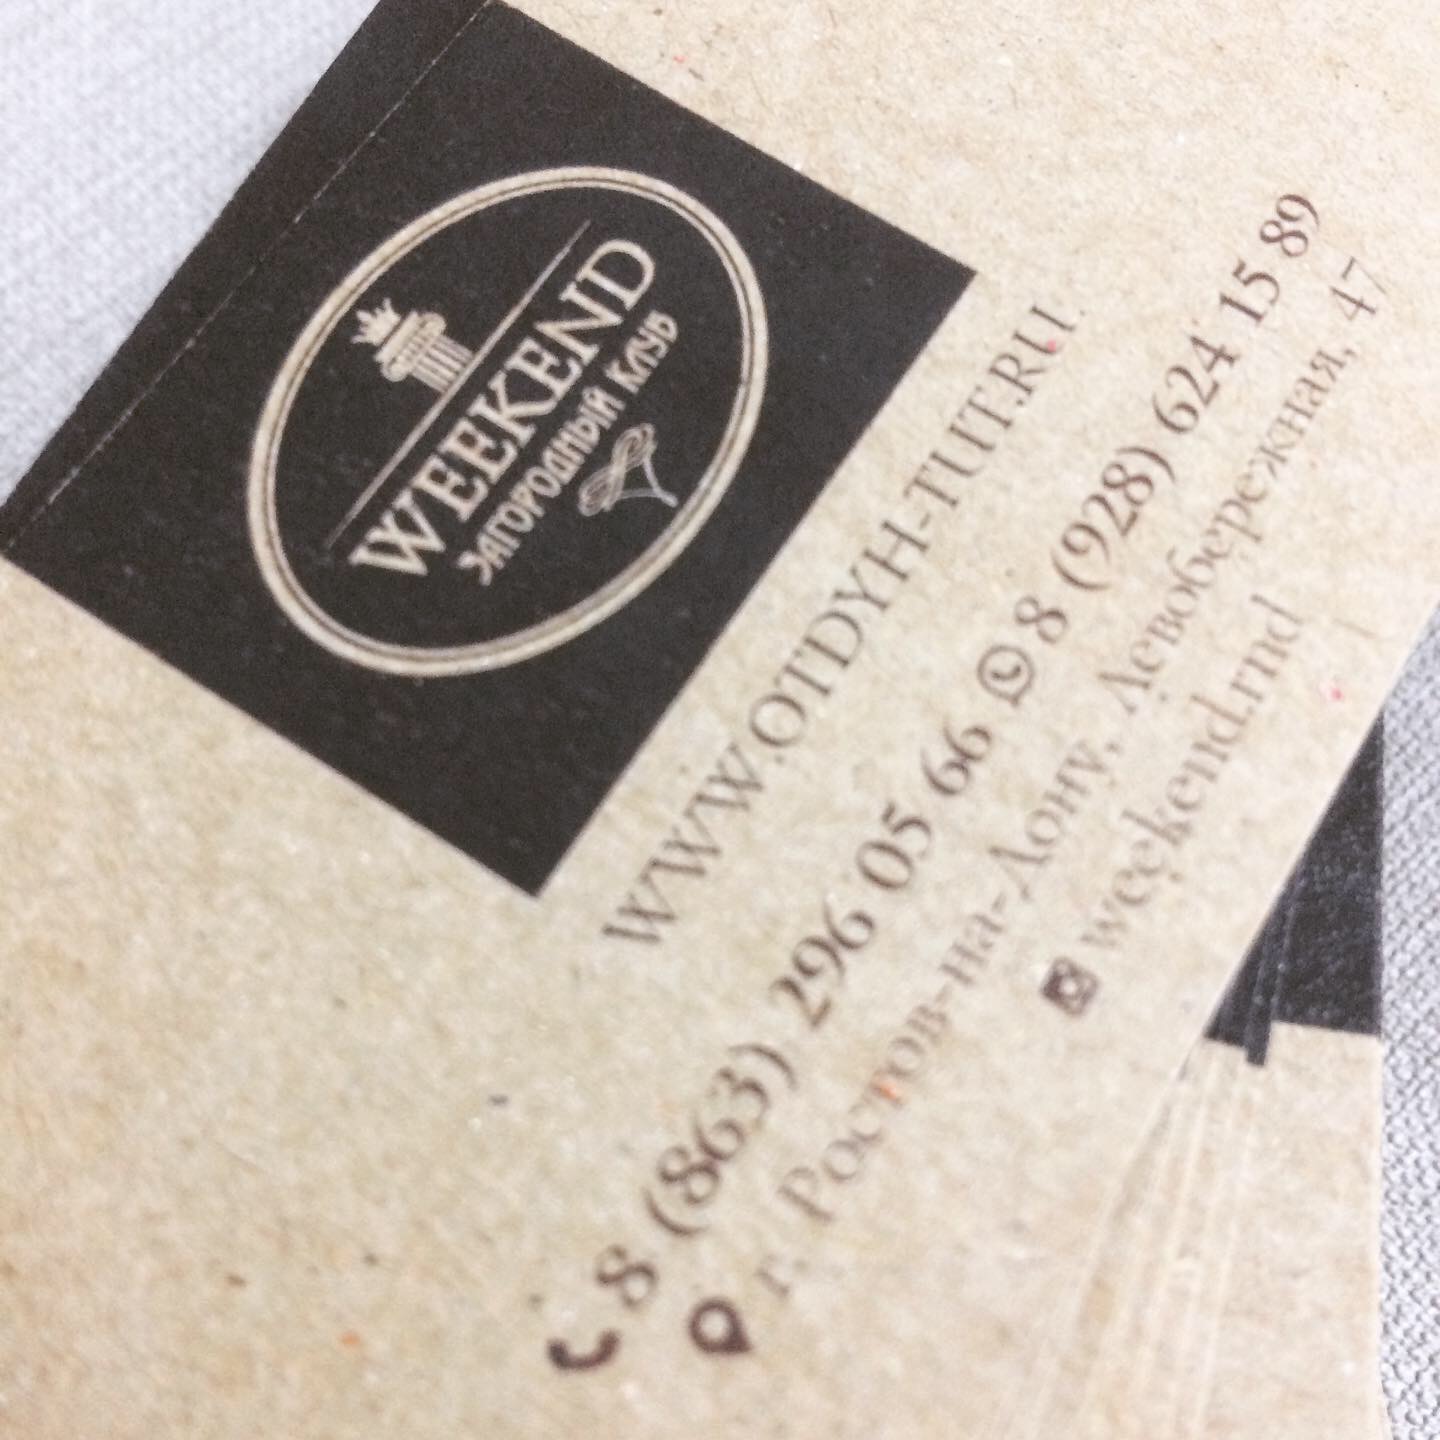 WEEKEND
ЗАГОРОДНЫЙ КЛУБ
WWW.OTDYH-TUT.RU
8 (863) 296 05 66 8 (928) 624 15 89
г. Ростов-на-Дону, Левобережная, 47
weekend.rnd